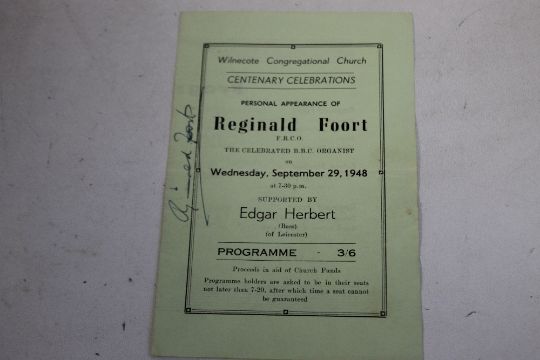 Wilnecote Congregational Church
CENTENARY CELEBRATIONS
PERSONAL APPEARANCE OF
Reginald Foort
F.R.C.O.
THE CELEBRATED B.B.C. ORGANIST
on
Wednesday, September 29, 1948
at 7-30 p.m.
SUPPORTED BY
Edgar Herbert
(Bass)
(of Leicester)
PROGRAMME - 3/6
Proceeds in aid of Church Funds
Programme holders are asked to be in their seats
not later than 7-20, after which time a seat cannot
be guaranteed
Reginald Foort